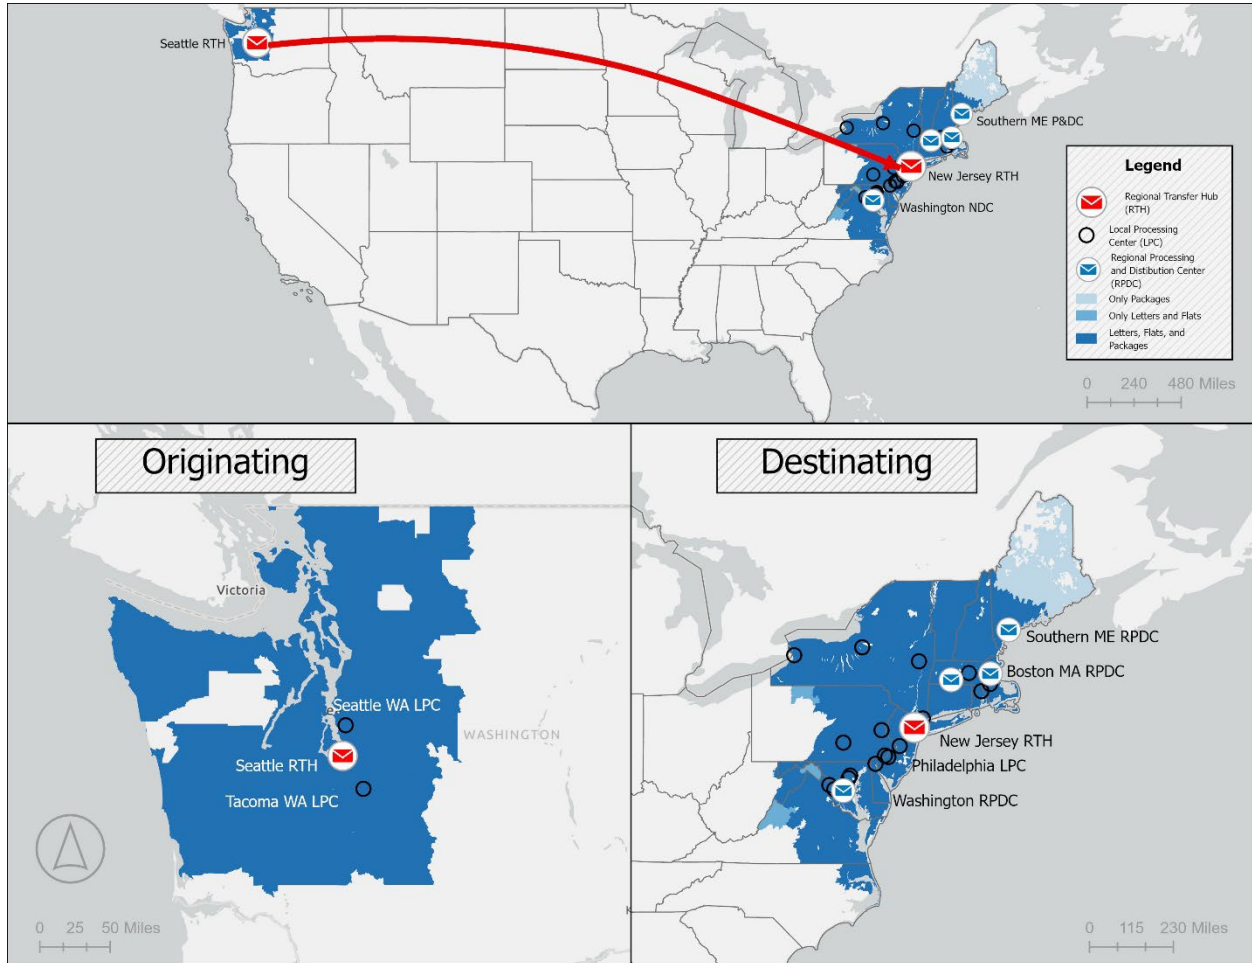 Seattle RTH
Southern ME P&DC
New Jersey RTH
Washington NDC
Legend
Regional Transfer Hub
(RTH)
Local Processing
Center (LPC)
Regional Processing
and Distibution Center
(RPDC)
Only Packages
Only Letters and Flats
Letters, Flats, and
Packages
0 240 480 Miles
Originating
Victoria
Seattle WA LPC
WASHINGTON
Seattle RTH
Tacoma WA LPC
0 25 50 Miles
Destinating
Southern ME RPDC
Boston MA RPDC
New Jersey RTH
Philadelphia LPC
Washington RPDC
0 115 230 Miles